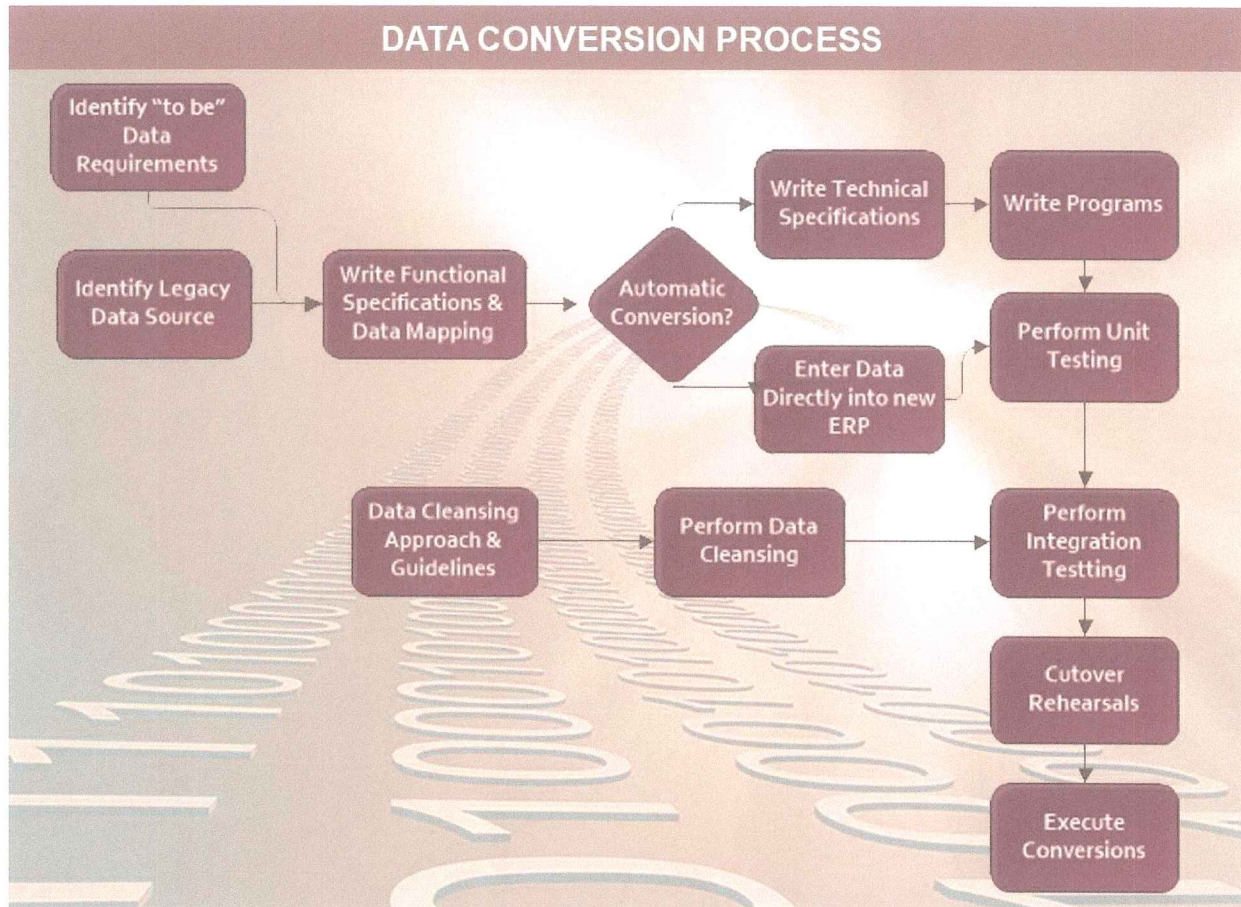 DATA CONVERSION PROCESS
Identify “to be”
Data
Requirements
Identify Legacy
Data Source
Write Functional
Specifications &
Data Mapping
Automatic
Conversion?
Write Technical
Specifications
Write Programs
Enter Data
Directly into new
ERP
Perform Unit
Testing
Data Cleansing
Approach &
Guidelines
Perform Data
Cleansing
Perform
Integration
Testting
Cutover
Rehearsals
Execute
Conversions